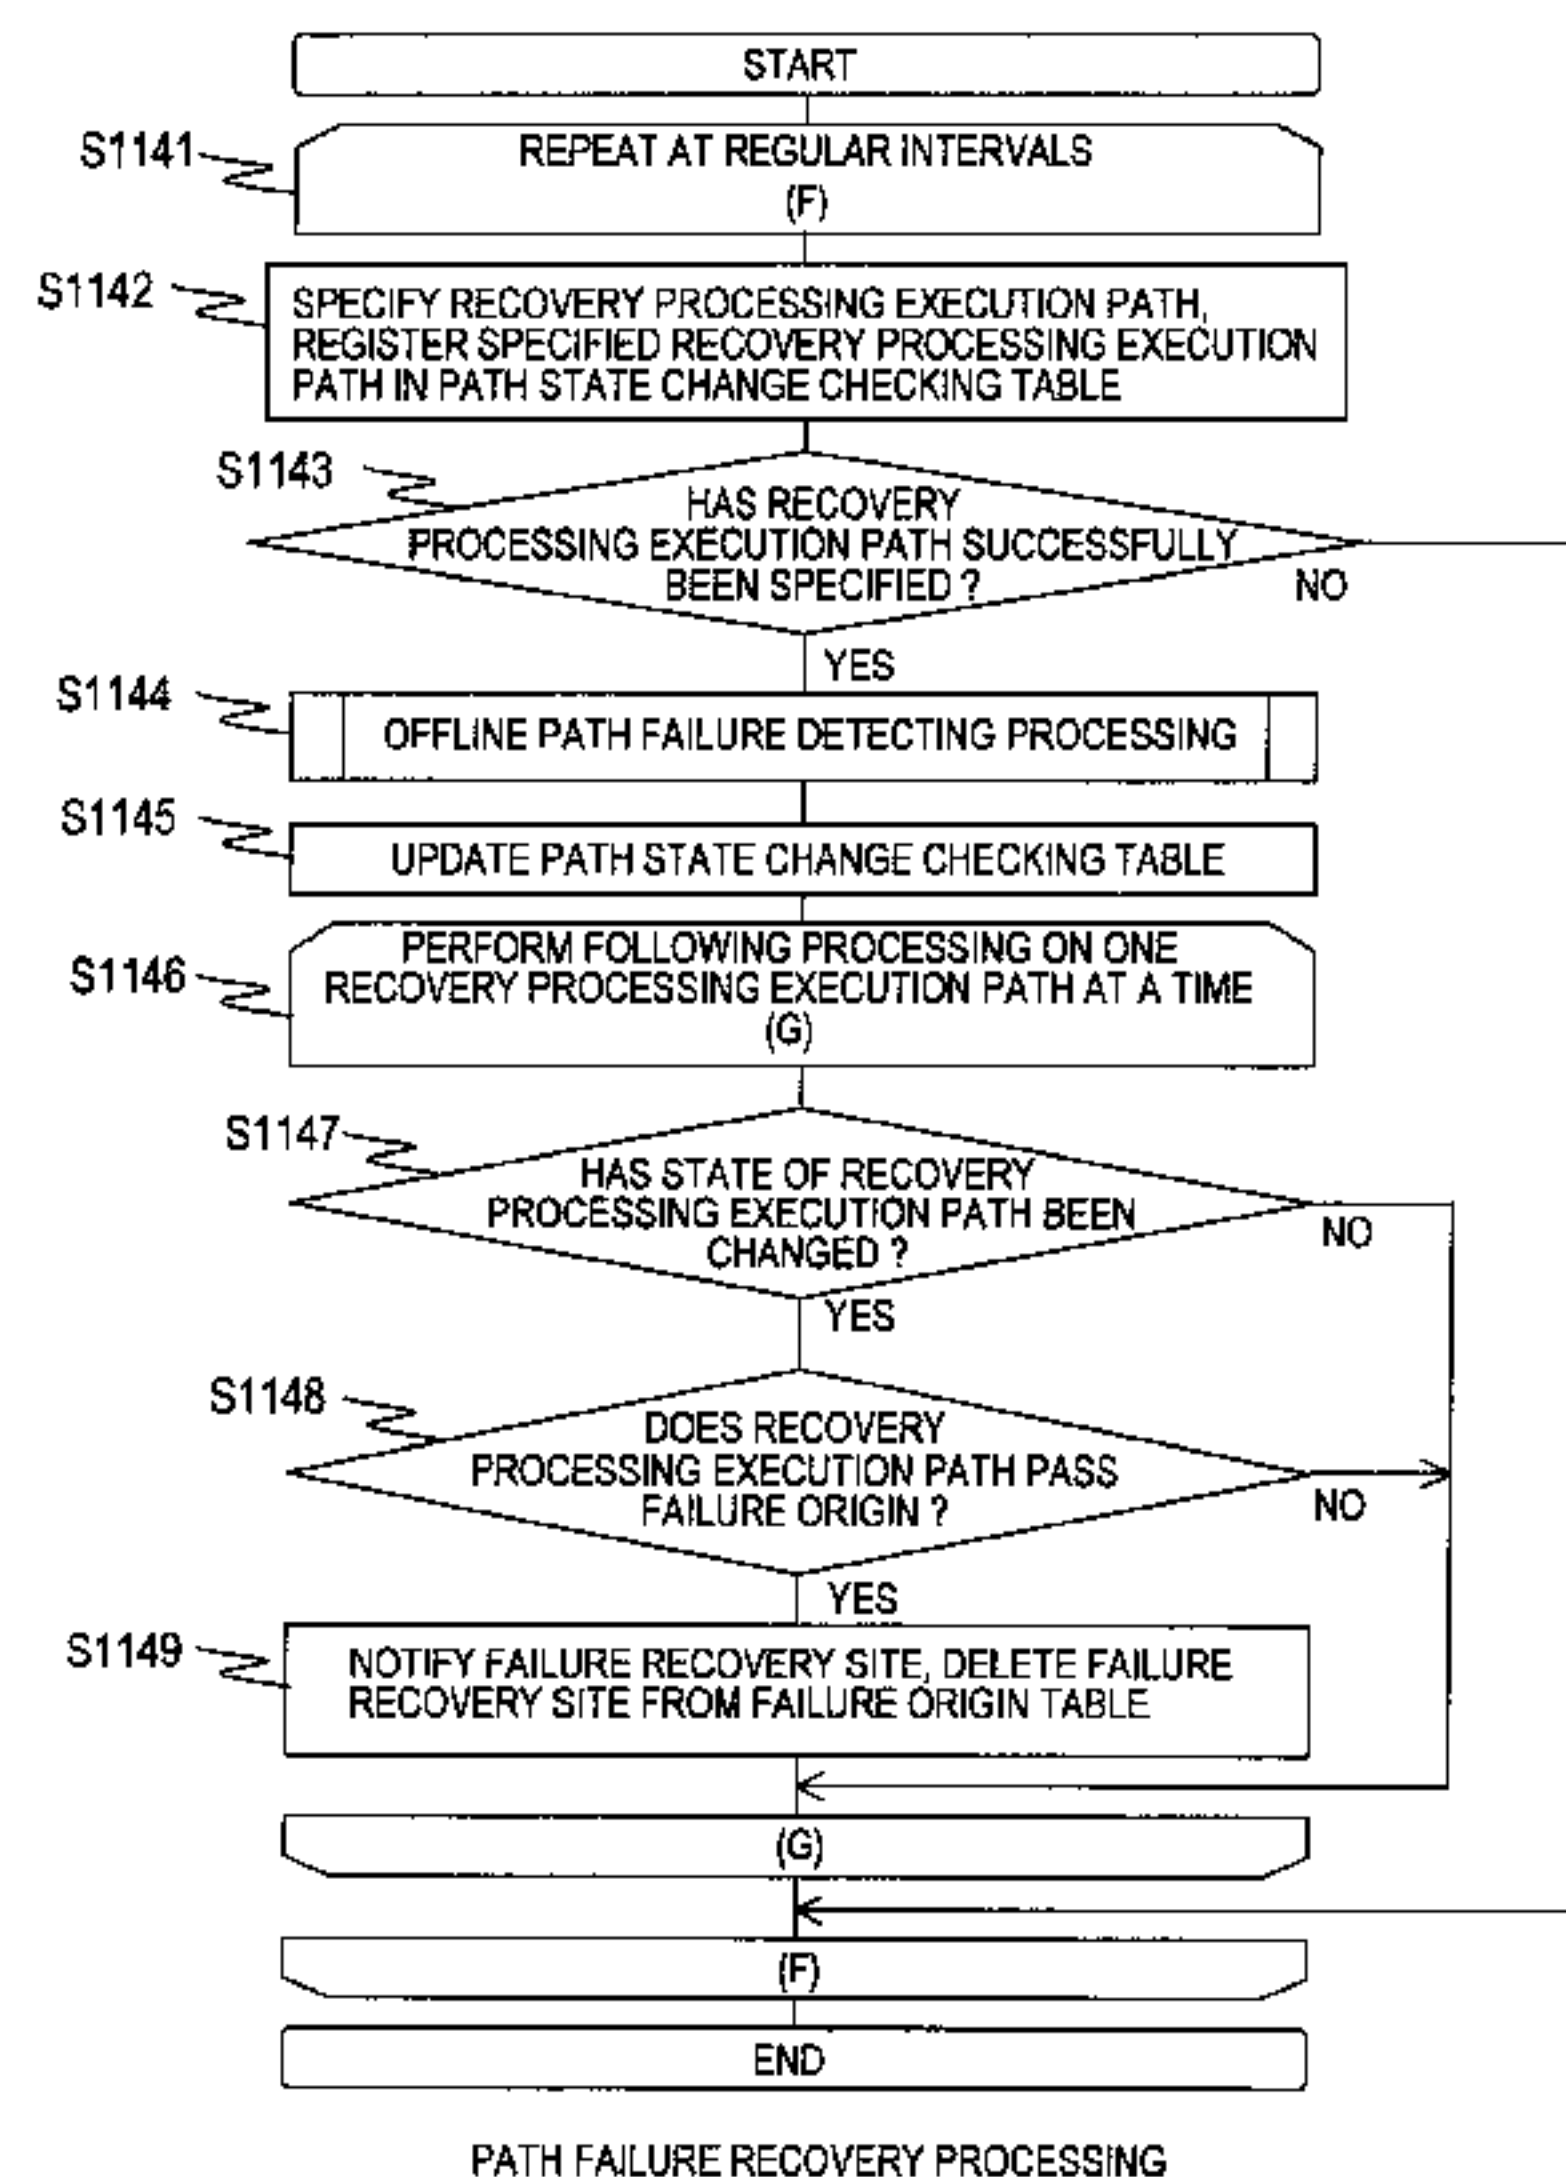 START
S1141
REPEAT AT REGULAR INTERVALS
(F)
S1142
SPECIFY RECOVERY PROCESSING EXECUTION PATH,
REGISTER SPECIFIED RECOVERY PROCESSING EXECUTION
PATH IN PATH STATE CHANGE CHECKING TABLE
S1143
HAS RECOVERY
PROCESSING EXECUTION PATH SUCCESSFULLY
BEEN SPECIFIED ?
NO
YES
S1144
OFFLINE PATH FAILURE DETECTING PROCESSING
S1145
UPDATE PATH STATE CHANGE CHECKING TABLE
S1146
PERFORM FOLLOWING PROCESSING ON ONE
RECOVERY PROCESSING EXECUTION PATH AT A TIME
(G)
S1147
HAS STATE OF RECOVERY
PROCESSING EXECUTION PATH BEEN
CHANGED ?
NO
YES
S1148
DOES RECOVERY
PROCESSING EXECUTION PATH PASS
FAILURE ORIGIN ?
NO
YES
S1149
NOTIFY FAILURE RECOVERY SITE, DELETE FAILURE
RECOVERY SITE FROM FAILURE ORIGIN TABLE
(G)
(F)
END
PATH FAILURE RECOVERY PROCESSING